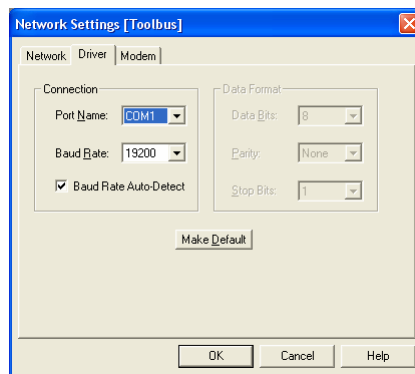 Network Settings [Toolbus]
Network Driver Modem
Connection
Port Name: COM1
Baud Rate: 19200
Baud Rate Auto-Detect
Data Format
Data Bits: 8
Parity: None
Stop Bits: 1
Make Default
OK Cancel Help